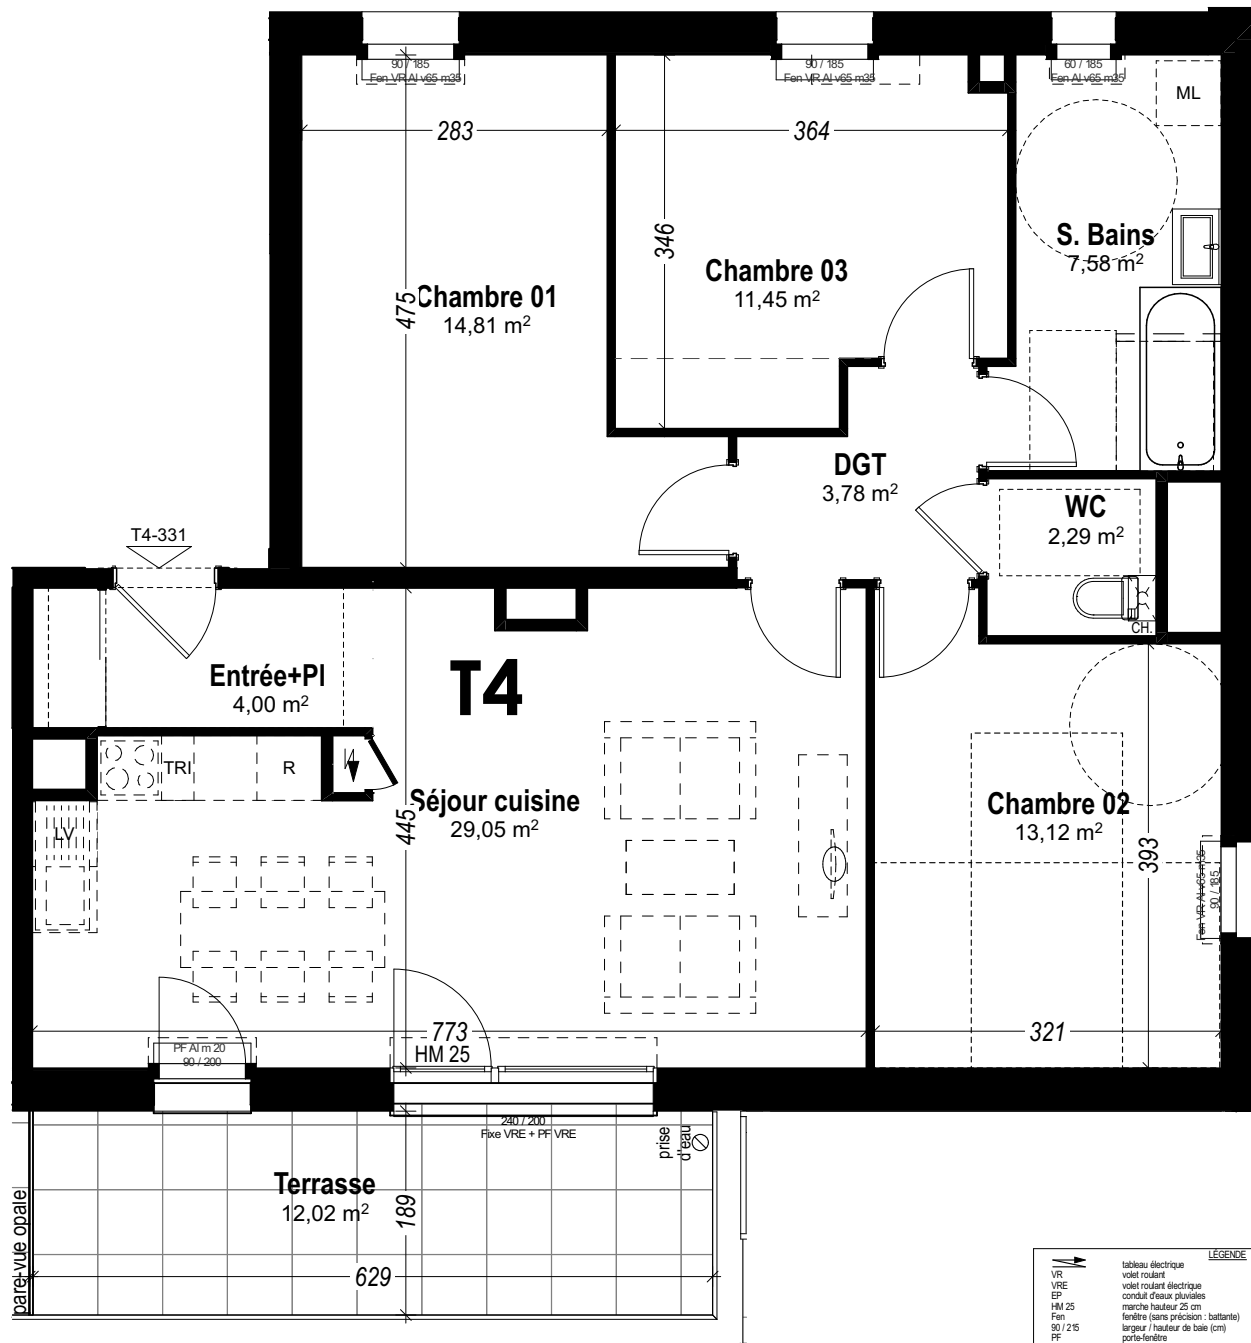 90 / 185
Fen VR Al v65 m35
90 / 185
Fen VR Al v65 m35
60 / 185
Fen Al v65 m35
ML
283
364
346
S. Bains
7,58 m²
Chambre 03
11,45 m²
Chambre 01
14,81 m²
475
DGT
3,78 m²
WC
2,29 m²
CH.
T4-331
Entrée+Pl
4,00 m²
T4
TRI
R
LV
Séjour cuisine
29,05 m²
445
Chambre 02
13,12 m²
393
Fen VR Al v65 m35
90 / 185
773
321
HM 25
PF Al m 20
90 / 200
240 / 200
Fixe VRE + PF VRE
prise
d'eau
Terrasse
12,02 m²
189
629
pare-vue opale
LÉGENDE
tableau électrique
VR volet roulant
VRE volet roulant électrique
EP conduit d'eaux pluviales
HM 25 marche hauteur 25 cm
Fen fenêtre (sans précision : battante)
90 / 215 largeur / hauteur de baie (cm)
PF porte-fenêtre